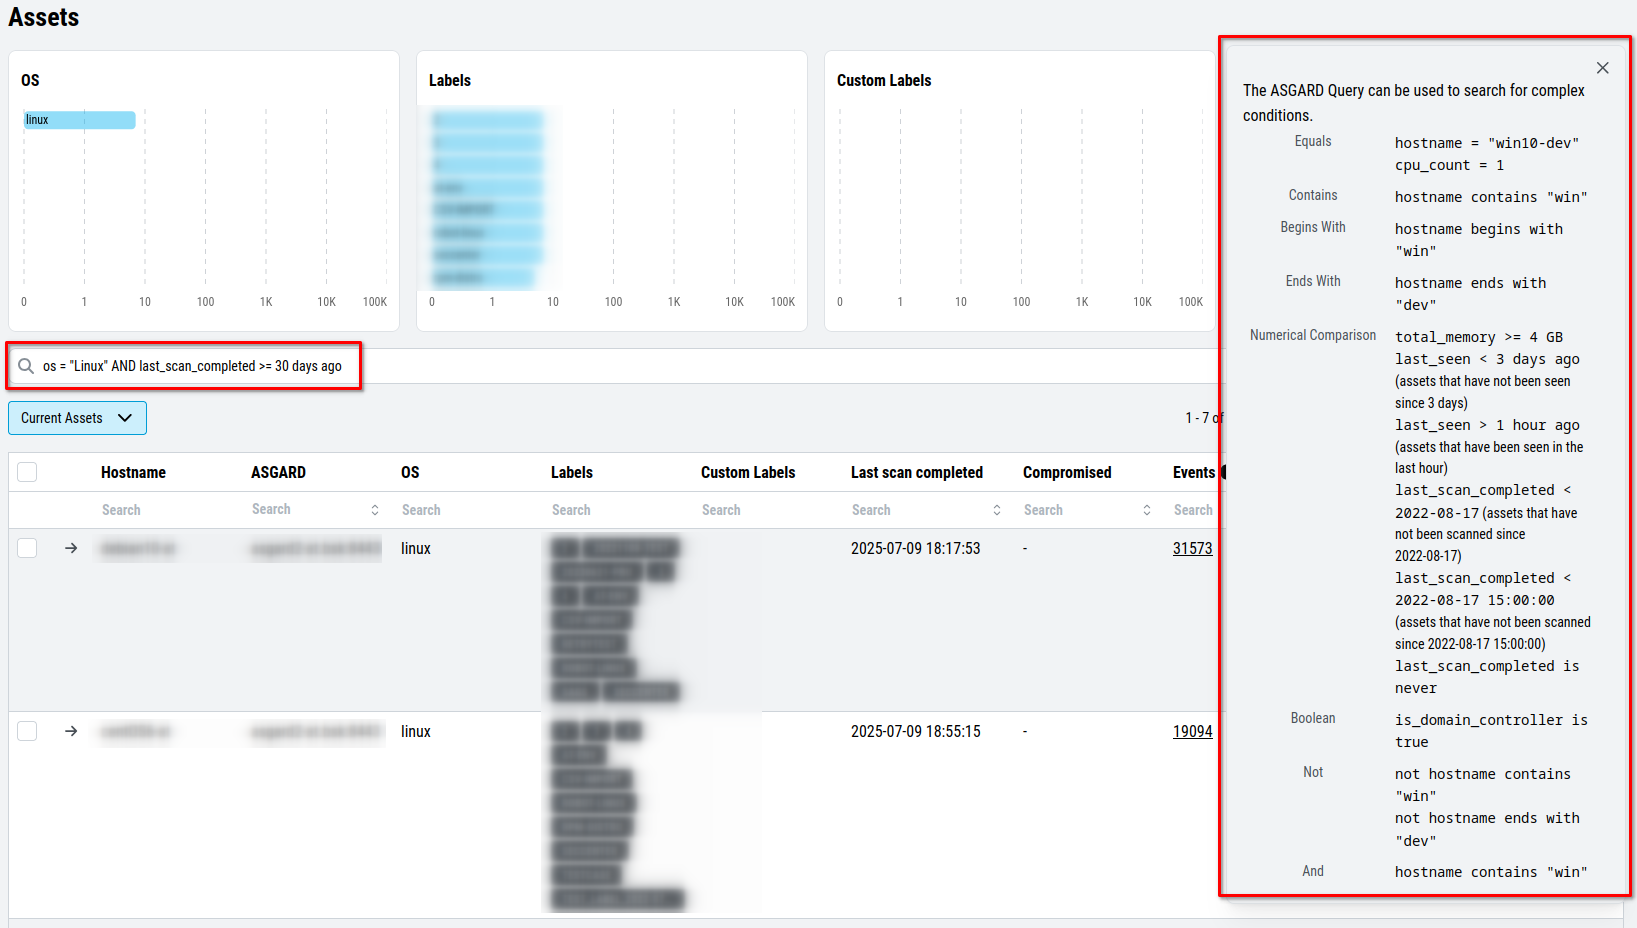 Assets
OS
linux
0 1 10 100 1K 10K 100K
Labels
0 1 10 100 1K 10K 100K
Custom Labels
0 1 10 100 1K 10K 100K
os = "Linux" AND last_scan_completed >= 30 days ago
Current Assets
1 - 7 of
Hostname ASGARD OS Labels Custom Labels Last scan completed Compromised Events
Search Search Search Search Search Search Search Search
linux 2025-07-09 18:17:53 - 31573
linux 2025-07-09 18:55:15 - 19094
The ASGARD Query can be used to search for complex
conditions.
Equals hostname = "win10-dev"
cpu_count = 1
Contains hostname contains "win"
Begins With hostname begins with
"win"
Ends With hostname ends with
"dev"
Numerical Comparison total_memory >= 4 GB
last_seen < 3 days ago
(assets that have not been seen
since 3 days)
last_seen > 1 hour ago
(assets that have been seen in the
last hour)
last_scan_completed <
2022-08-17 (assets that have
not been scanned since
2022-08-17)
last_scan_completed <
2022-08-17 15:00:00
(assets that have not been scanned
since 2022-08-17 15:00:00)
last_scan_completed is
never
Boolean is_domain_controller is
true
Not not hostname contains
"win"
not hostname ends with
"dev"
And hostname contains "win"